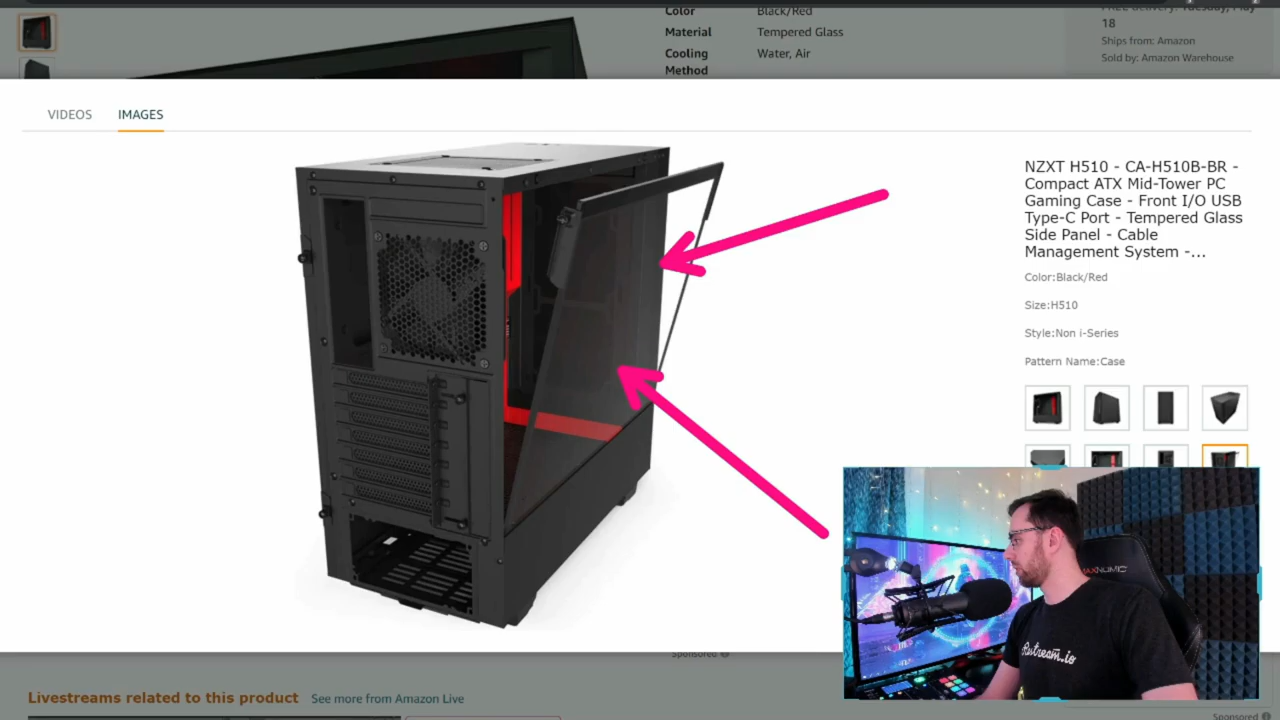 Color Black/Red
18
Material Tempered Glass
Ships from: Amazon
Cooling Water, Air
Method
Sold by: Amazon Warehouse
VIDEOS IMAGES
NZXT H510 - CA-H510B-BR -
Compact ATX Mid-Tower PC
Gaming Case - Front I/O USB
Type-C Port - Tempered Glass
Side Panel - Cable
Management System -...
Color:Black/Red
Size:H510
Style:Non i-Series
Pattern Name:Case
Restream.io
Sponsored
Livestreams related to this product See more from Amazon Live
Sponsored